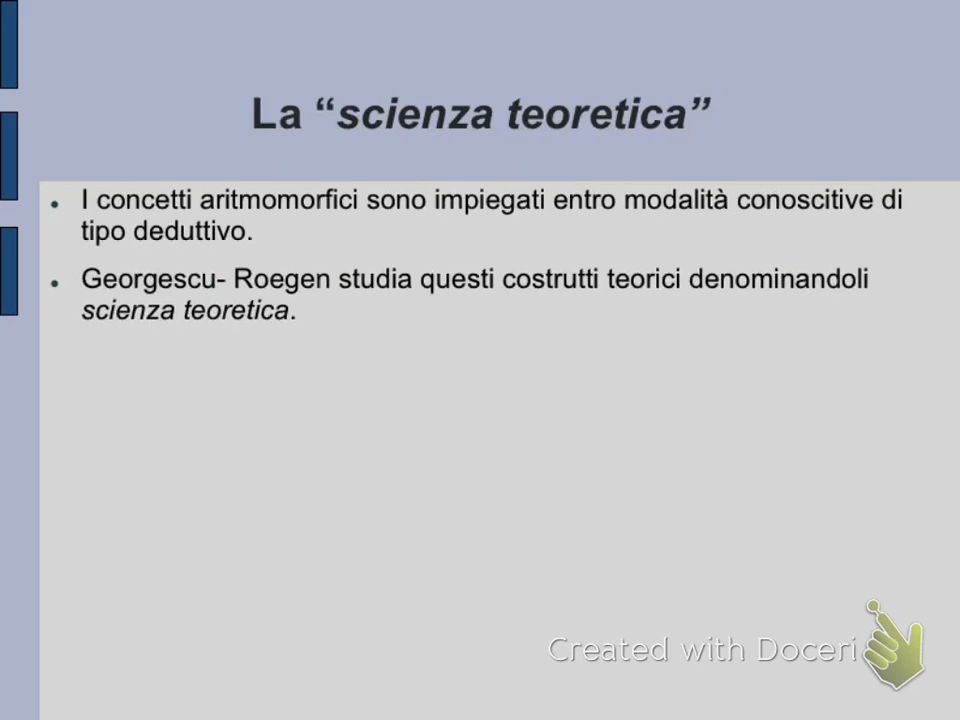 La “scienza teoretica”
I concetti aritmomorfici sono impiegati entro modalità conoscitive di
tipo deduttivo.
Georgescu- Roegen studia questi costrutti teorici denominandoli
scienza teoretica.
Created with Doceri